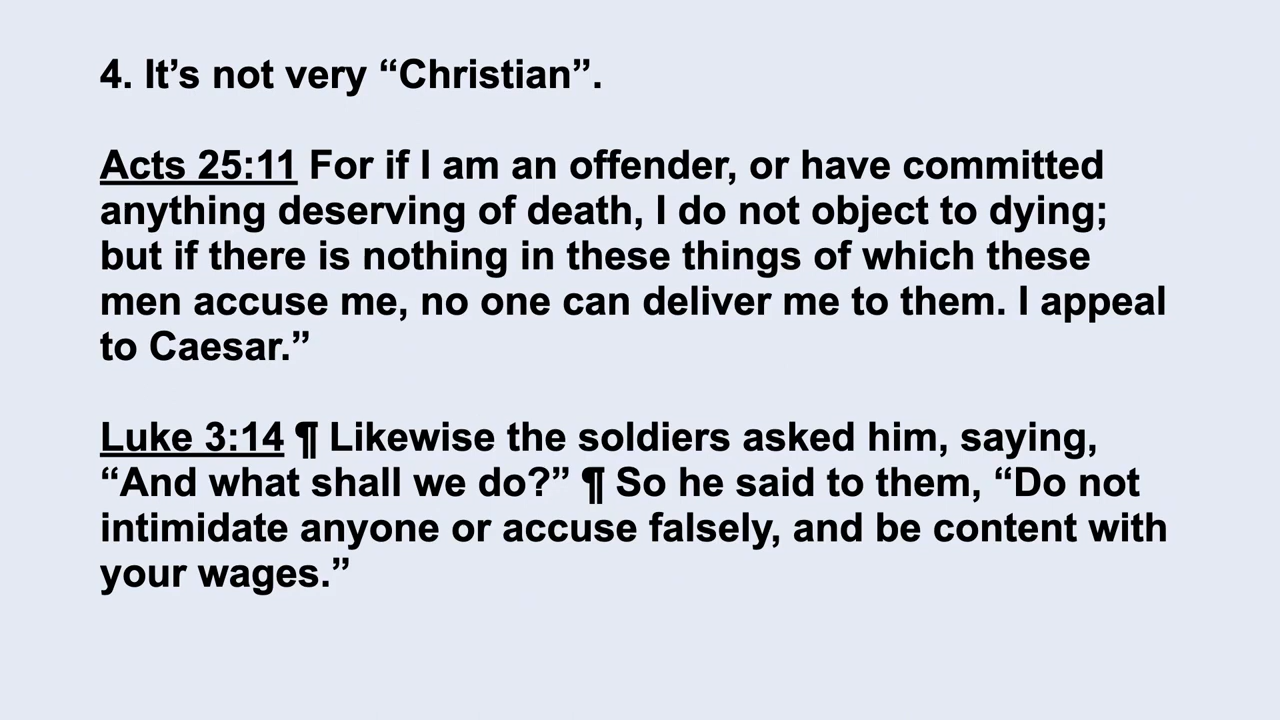 4. It’s not very “Christian”.
Acts 25:11 For if I am an offender, or have committed
anything deserving of death, I do not object to dying;
but if there is nothing in these things of which these
men accuse me, no one can deliver me to them. I appeal
to Caesar.”
Luke 3:14 ¶ Likewise the soldiers asked him, saying,
“And what shall we do?” ¶ So he said to them, “Do not
intimidate anyone or accuse falsely, and be content with
your wages.”